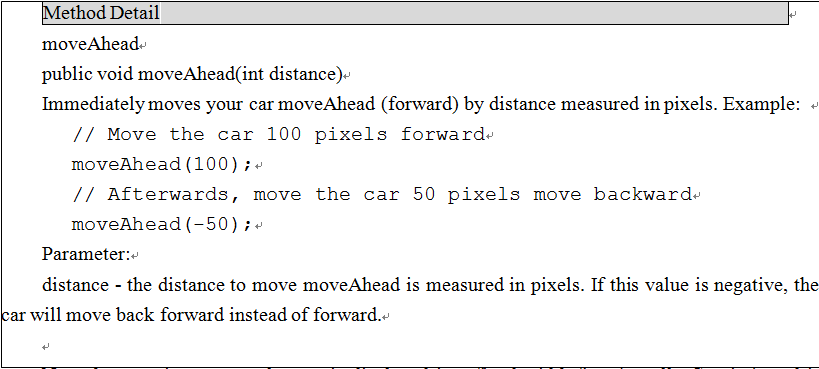 Method Detail
moveAhead
public void moveAhead(int distance)
Immediately moves your car moveAhead (forward) by distance measured in pixels. Example:
// Move the car 100 pixels forward
moveAhead(100);
// Afterwards, move the car 50 pixels move backward
moveAhead(-50);
Parameter:
distance - the distance to move moveAhead is measured in pixels. If this value is negative, the
car will move back forward instead of forward.